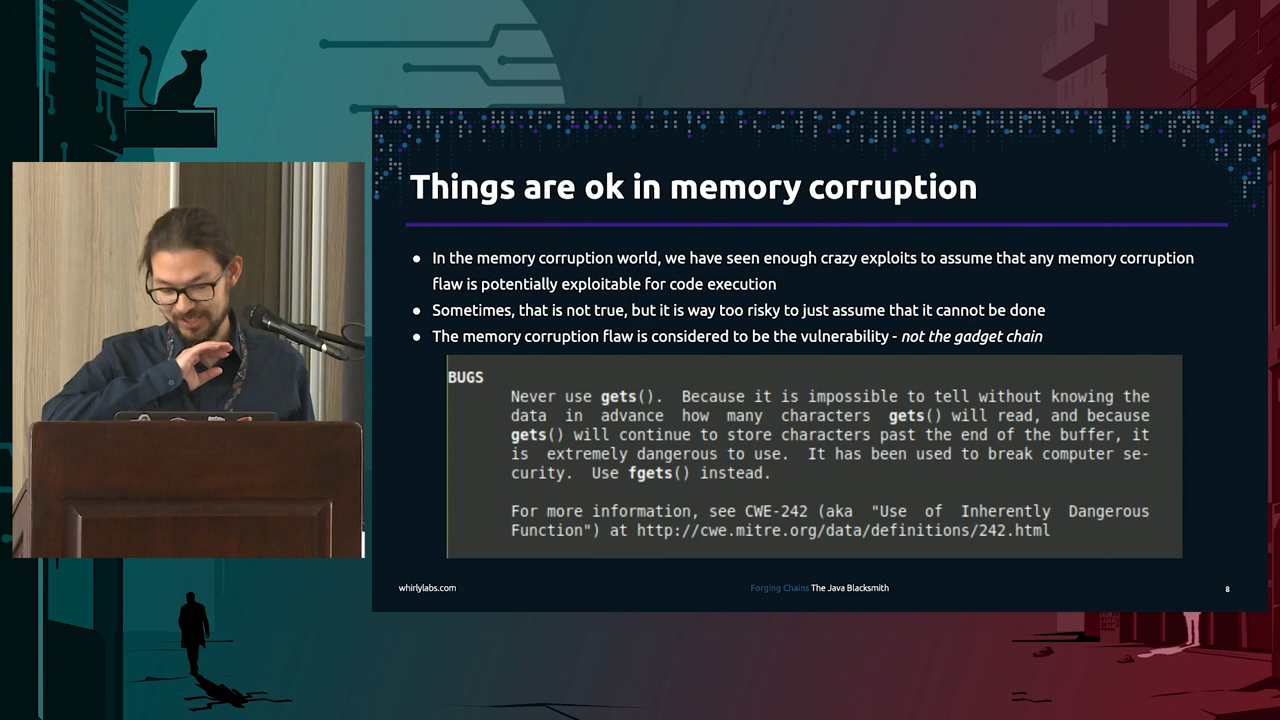 Things are ok in memory corruption
● In the memory corruption world, we have seen enough crazy exploits to assume that any memory corruption
flaw is potentially exploitable for code execution
● Sometimes, that is not true, but it is way too risky to just assume that it cannot be done
● The memory corruption flaw is considered to be the vulnerability - not the gadget chain
BUGS
Never use gets(). Because it is impossible to tell without knowing the
data in advance how many characters gets() will read, and because
gets() will continue to store characters past the end of the buffer, it
is extremely dangerous to use. It has been used to break computer se-
curity. Use fgets() instead.
For more information, see CWE-242 (aka "Use of Inherently Dangerous
Function") at http://cwe.mitre.org/data/definitions/242.html
whirlylabs.com Forging Chains The Java Blacksmith 8